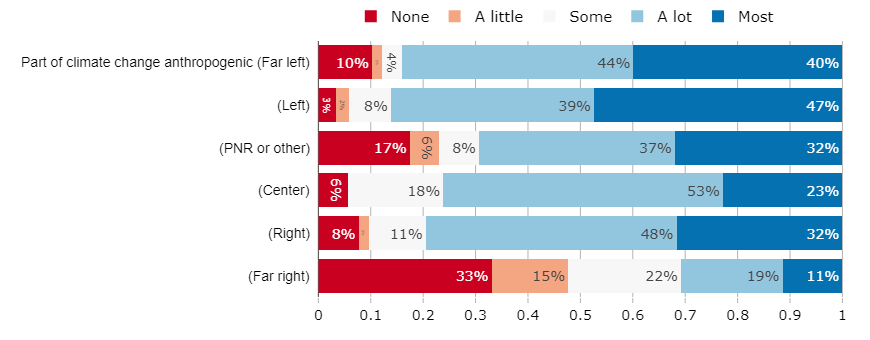 None A little Some A lot Most
Part of climate change anthropogenic (Far left) 10% 4% 44% 40%
(Left) 3% 2% 8% 39% 47%
(PNR or other) 17% 6% 8% 37% 32%
(Center) 6% 18% 53% 23%
(Right) 8% 11% 48% 32%
(Far right) 33% 15% 22% 19% 11%
0 0.1 0.2 0.3 0.4 0.5 0.6 0.7 0.8 0.9 1